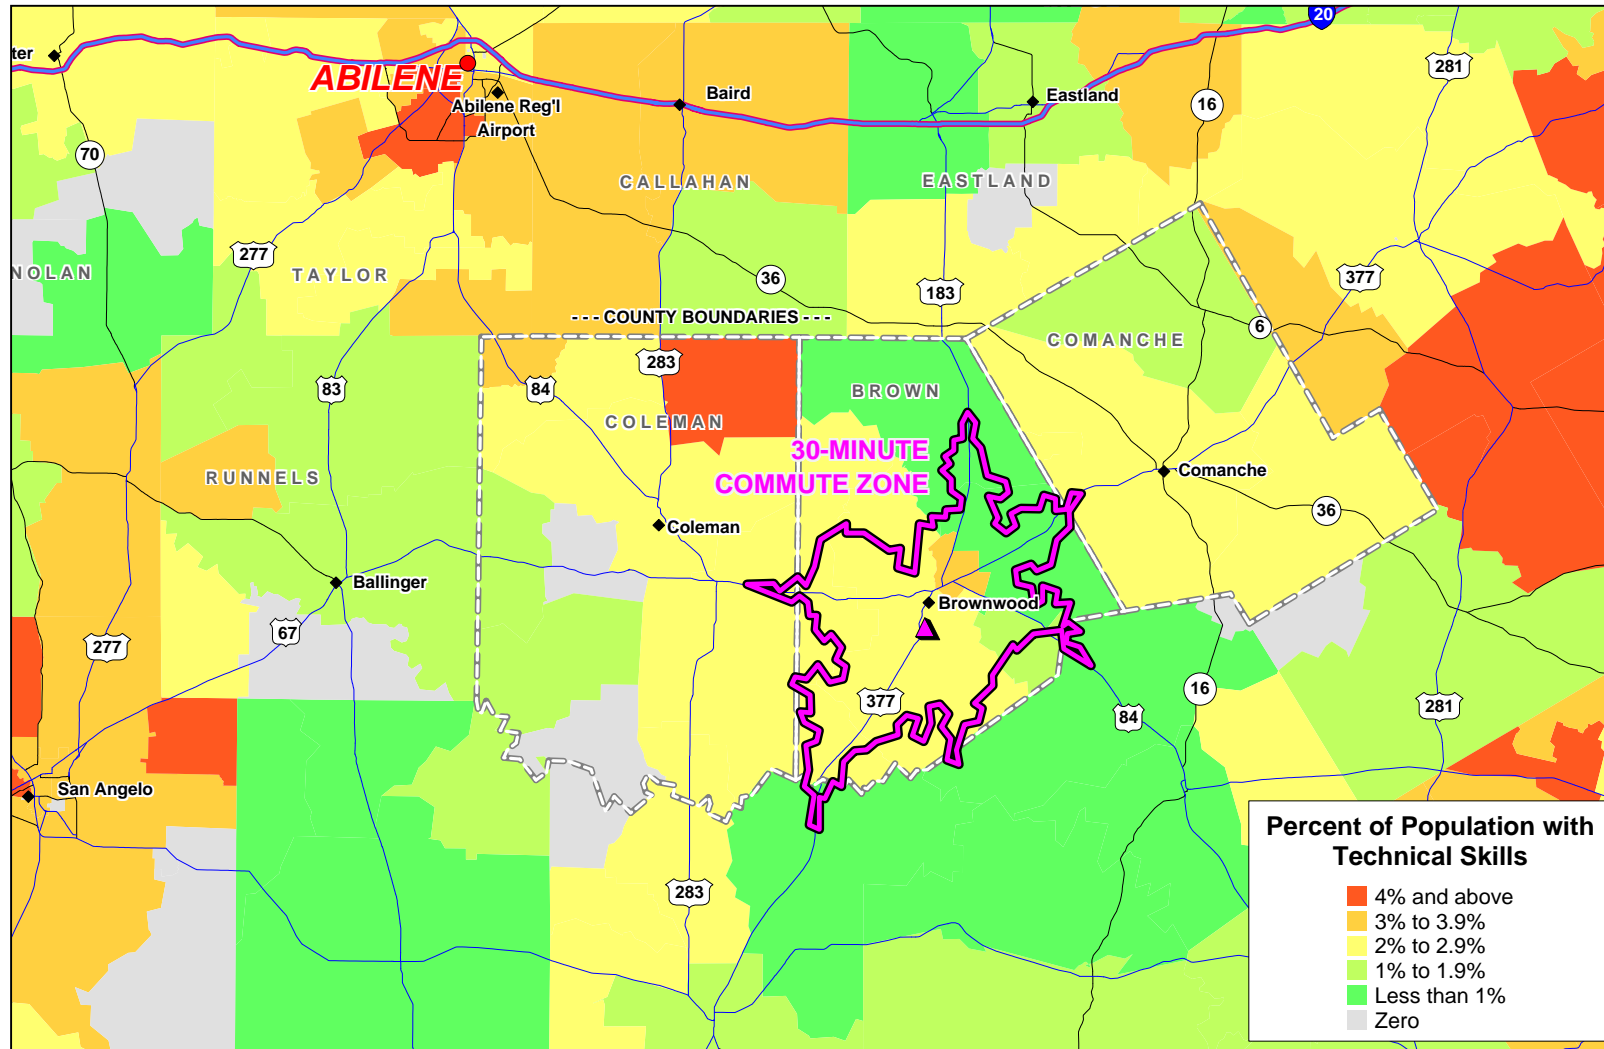 20
ter
281
ABILENE
Baird
Eastland
Abilene Reg'l
Airport
16
70
CALLAHAN
EASTLAND
277
NOLAN
TAYLOR
36
377
183
--- COUNTY BOUNDARIES ---
6
COMANCHE
283
83
84
BROWN
COLEMAN
30-MINUTE
COMMUTE ZONE
Comanche
RUNNELS
36
Coleman
Ballinger
Brownwood
67
277
16
377
281
84
San Angelo
283
Percent of Population with
Technical Skills
4% and above
3% to 3.9%
2% to 2.9%
1% to 1.9%
Less than 1%
Zero